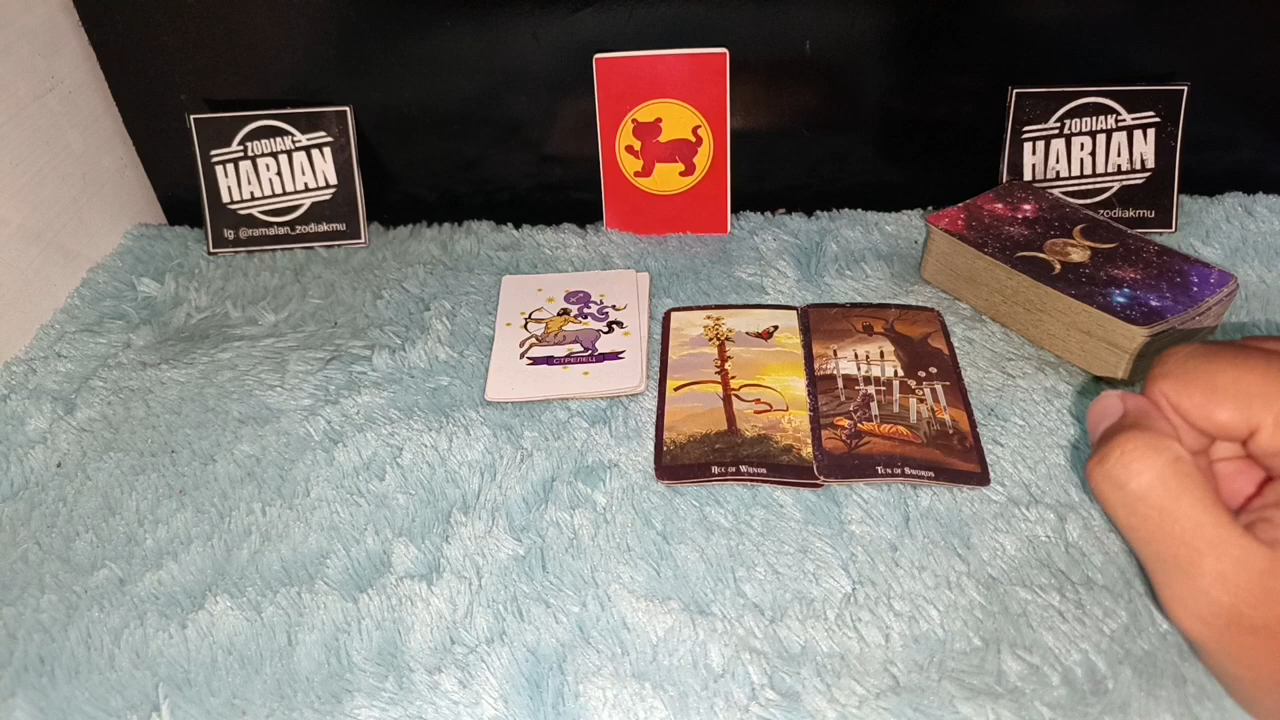 ZODIAK
HARIAN
Ig: @ramalan_zodiakmu
ZODIAK
HARIAN
zodiakmu
СТРЕЛЕЦ
Ace of Wands
Ten of Swords